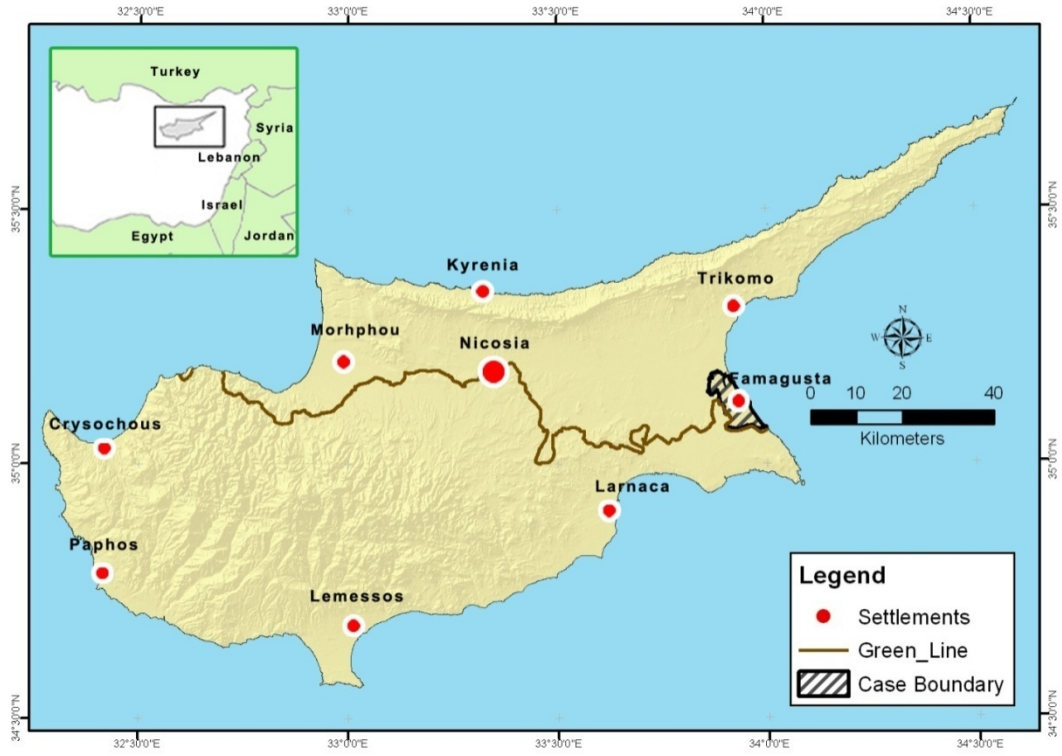 32°30'0"E 33°0'0"E 33°30'0"E 34°0'0"E 34°30'0"E
Turkey
Syria
Lebanon
Israel
Egypt
Jordan
35°30'0"N
35°30'0"N
Kyrenia
Trikomo
Morhphou
Nicosia
N
W E
S
Famagusta
0 10 20 40
Kilometers
Crysochous
35°0'0"N
35°0'0"N
Larnaca
Paphos
Lemessos
Legend
Settlements
Green_Line
Case Boundary
34°30'0"N
34°30'0"N
32°30'0"E 33°0'0"E 33°30'0"E 34°0'0"E 34°30'0"E